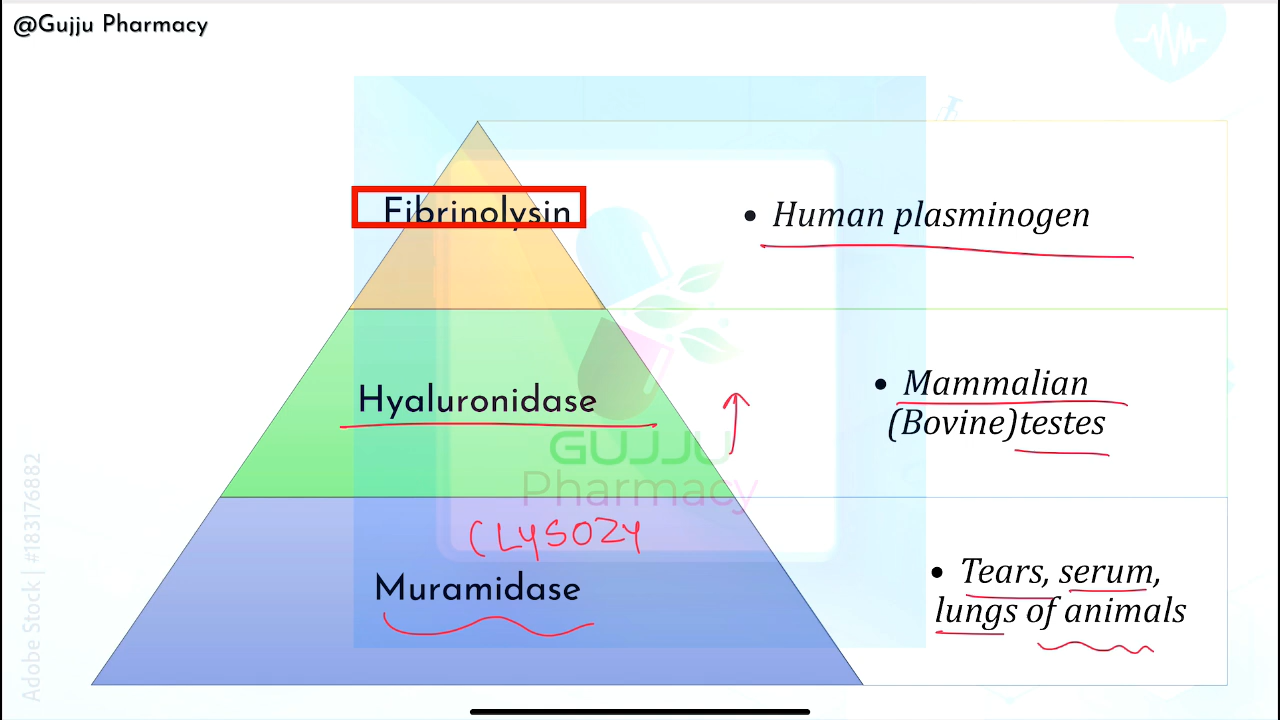 @Gujju Pharmacy
Fibrinolysin
• Human plasminogen
Hyaluronidase
• Mammalian
(Bovine)testes
GUJJU
Pharmacy
(LYSOZY
Muramidase
• Tears, serum,
lungs of animals
Adobe Stock | #183176882